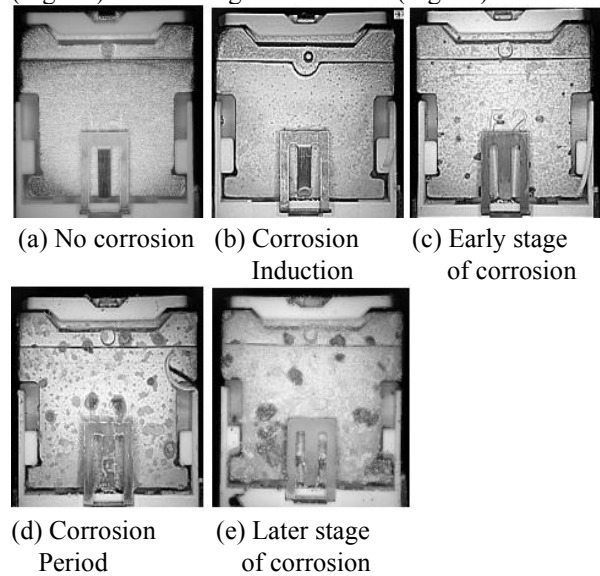 (a) No corrosion (b) Corrosion (c) Early stage
Induction of corrosion
(d) Corrosion (e) Later stage
Period of corrosion